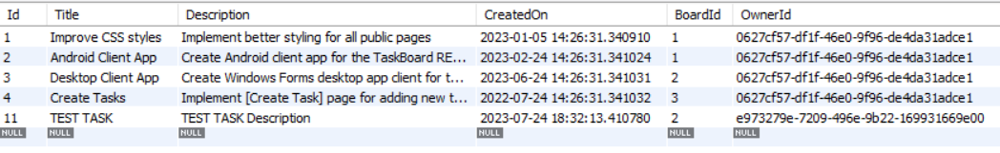 Id Title Description CreatedOn BoardId OwnerId
1 Improve CSS styles Implement better styling for all public pages 2023-01-05 14:26:31.340910 1 0627cf57-df1f-46e0-9f96-de4da31adce1
2 Android Client App Create Android client app for the TaskBoard RE... 2023-02-24 14:26:31.341024 1 0627cf57-df1f-46e0-9f96-de4da31adce1
3 Desktop Client App Create Windows Forms desktop app client for t... 2023-06-24 14:26:31.341031 2 0627cf57-df1f-46e0-9f96-de4da31adce1
4 Create Tasks Implement [Create Task] page for adding new t... 2022-07-24 14:26:31.341032 3 0627cf57-df1f-46e0-9f96-de4da31adce1
11 TEST TASK TEST TASK Description 2023-07-24 18:32:13.410780 2 e973279e-7209-496e-9b22-169931669e00
NULL NULL NULL NULL NULL NULL